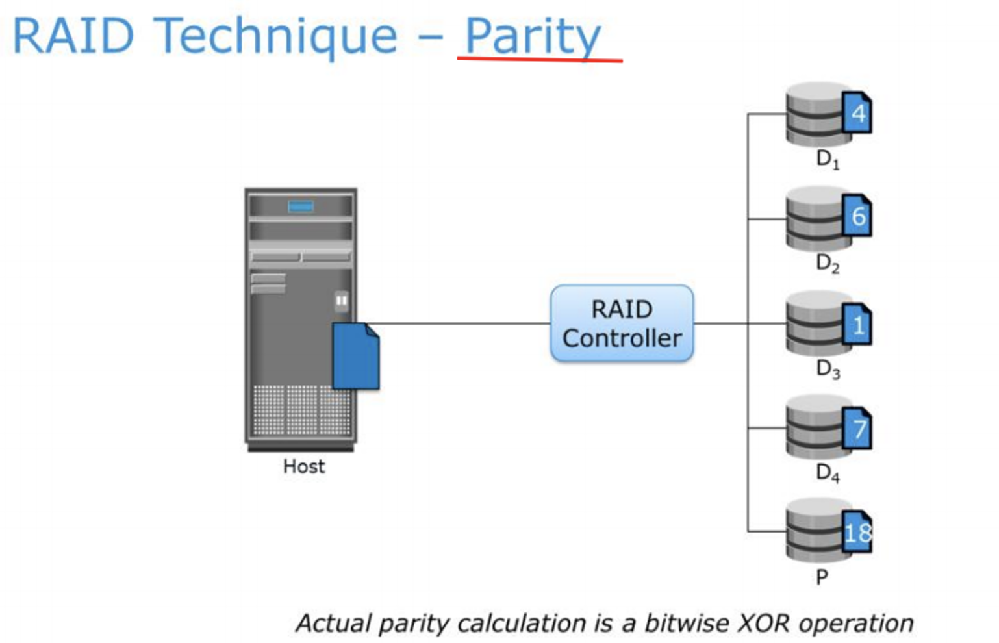 RAID Technique – Parity
4
D₁
6
D₂
RAID
Controller
1
D₃
7
D₄
Host
18
P
Actual parity calculation is a bitwise XOR operation